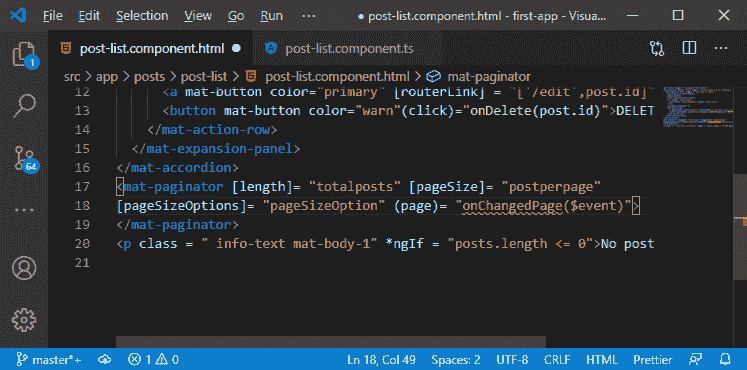 File Edit Selection View Go Run ··· ● post-list.component.html - first-app - Visua...
post-list.component.html ● post-list.component.ts
src > app > posts > post-list > post-list.component.html > mat-paginator
12 <a mat-button color="primary" [routerLink] = "['/edit',post.id]"
13 <button mat-button color="warn"(click)="onDelete(post.id)">DELET
14 </mat-action-row>
15 </mat-expansion-panel>
16 </mat-accordion>
17 <mat-paginator [length]= "totalposts" [pageSize]= "postperpage"
18 [pageSizeOptions]= "pageSizeOption" (page)= "onChangedPage($event)">
19 </mat-paginator>
20 <p class = " info-text mat-body-1" *ngIf = "posts.length <= 0">No post
21
1
64
master*+ 1 0 Ln 18, Col 49 Spaces: 2 UTF-8 CRLF HTML Prettier